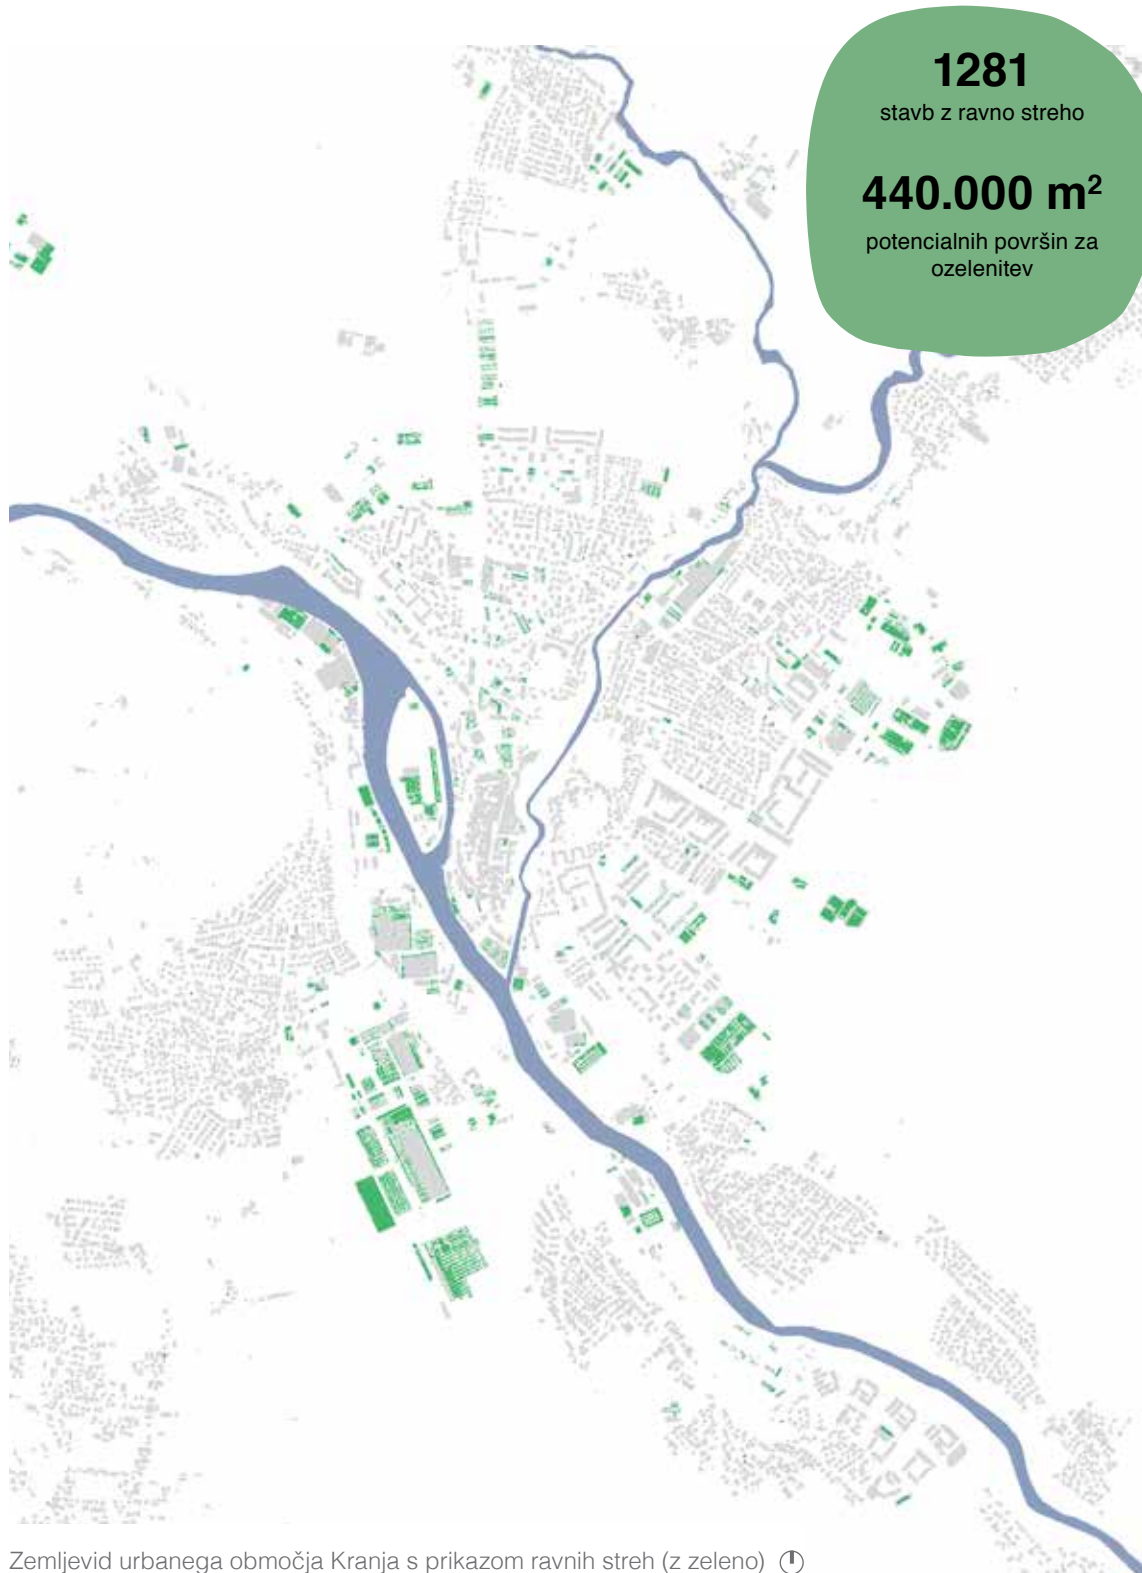 1281
stavb z ravno streho
440.000 m²
potencialnih površin za
ozelenitev
Zemljevid urbanega območja Kranja s prikazom ravnih streh (z zeleno)